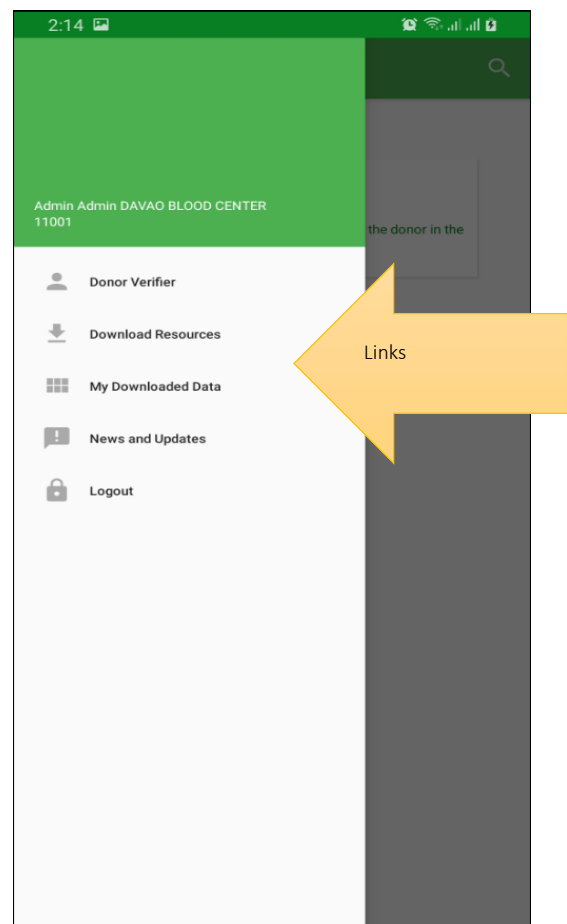 2:14
Admin Admin DAVAO BLOOD CENTER
11001
the donor in the
Donor Verifier
Download Resources
Links
My Downloaded Data
News and Updates
Logout